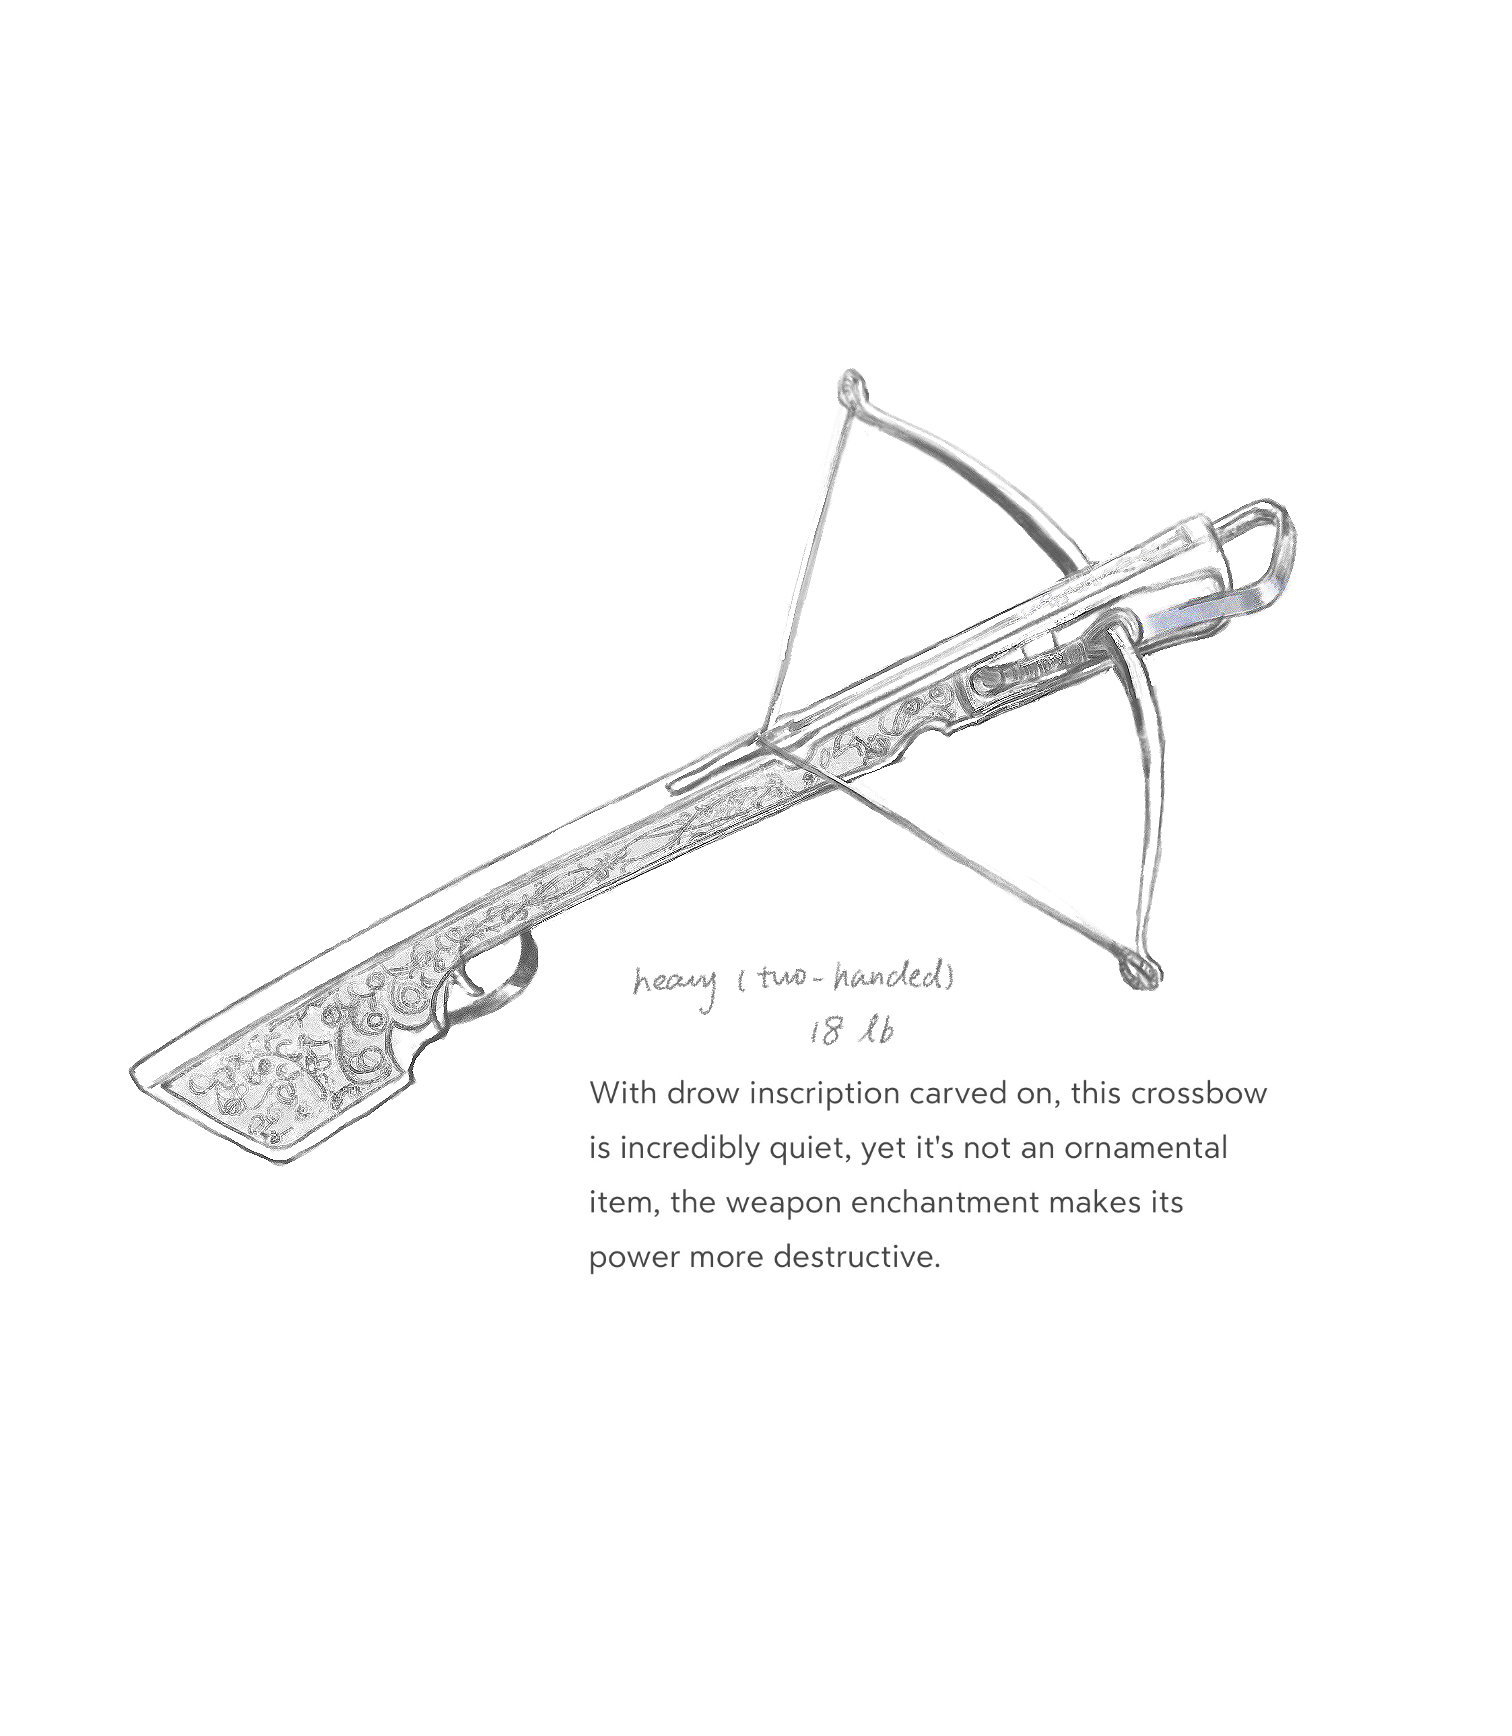 heavy (two-handed)
18 lb
With drow inscription carved on, this crossbow
is incredibly quiet, yet it's not an ornamental
item, the weapon enchantment makes its
power more destructive.